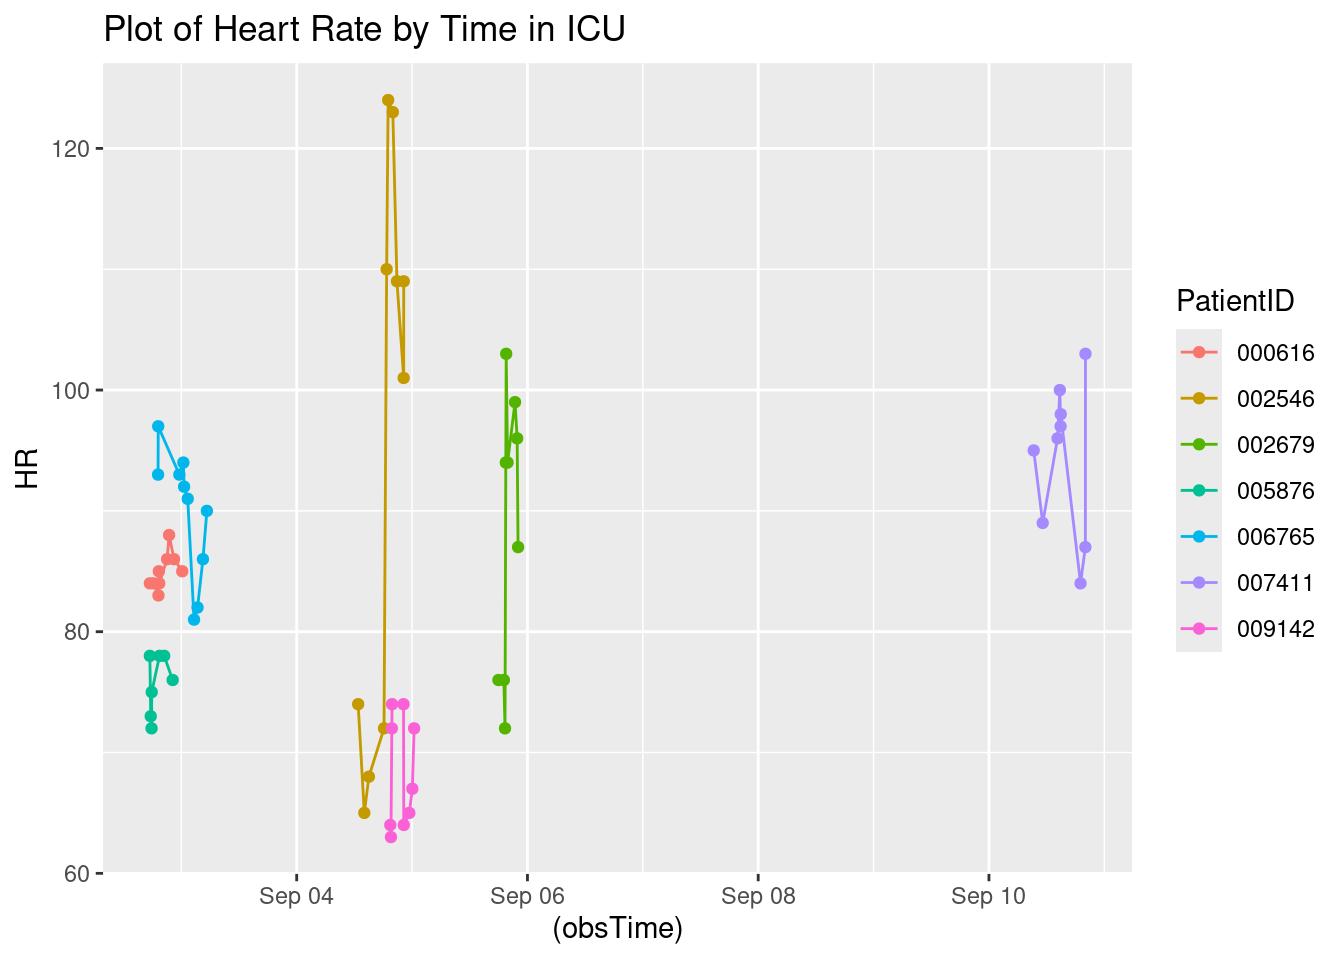 Plot of Heart Rate by Time in ICU
HR
120
100
80
60
Sep 04
Sep 06
Sep 08
Sep 10
(obsTime)
PatientID
000616
002546
002679
005876
006765
007411
009142